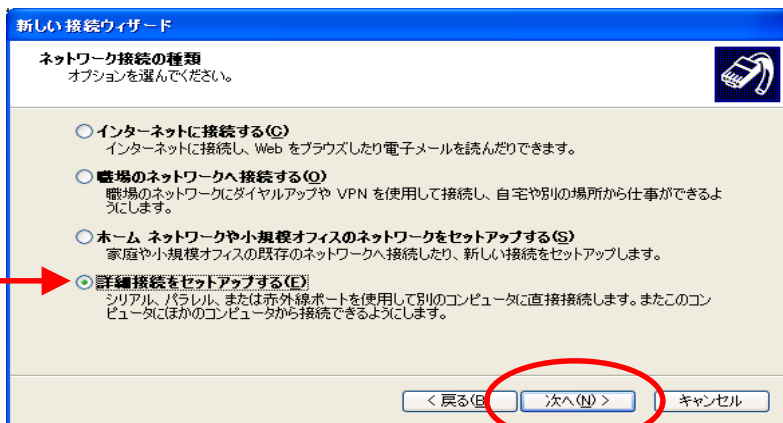 新しい接続ウィザード
ネットワーク接続の種類
オプションを選んでください。
インターネットに接続する(C)
インターネットに接続し、Web をブラウズしたり電子メールを読んだりできます。
職場のネットワークへ接続する(O)
職場のネットワークにダイヤルアップや VPN を使用して接続し、自宅や別の場所から仕事ができるよ
うにします。
ホーム ネットワークや小規模オフィスのネットワークをセットアップする(S)
家庭や小規模オフィスの既存のネットワークへ接続したり、新しい接続をセットアップします。
詳細接続をセットアップする(E)
シリアル、パラレル、または赤外線ポートを使用して別のコンピュータに直接接続します。またこのコン
ピュータにほかのコンピュータから接続できるようにします。
< 戻る(B 次へ(N) > キャンセル